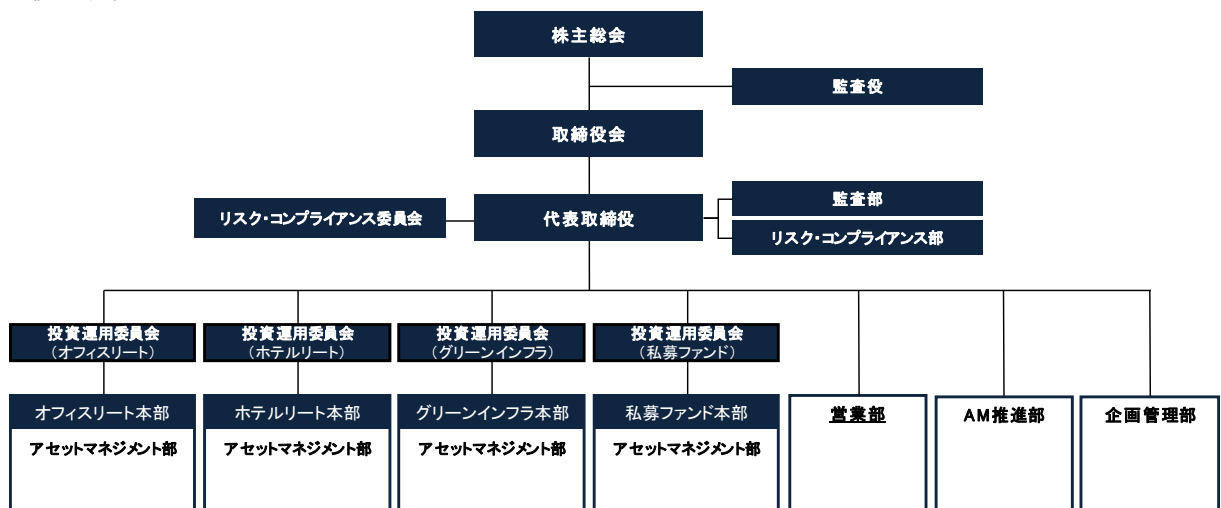 株主総会
監査役
取締役会
監査部
リスク・コンプライアンス委員会
代表取締役
リスク・コンプライアンス部
投資運用委員会
(オフィスリート)
投資運用委員会
(ホテルリート)
投資運用委員会
(グリーンインフラ)
投資運用委員会
(私募ファンド)
オフィスリート本部
アセットマネジメント部
ホテルリート本部
アセットマネジメント部
グリーンインフラ本部
アセットマネジメント部
私募ファンド本部
アセットマネジメント部
営業部
AM推進部
企画管理部